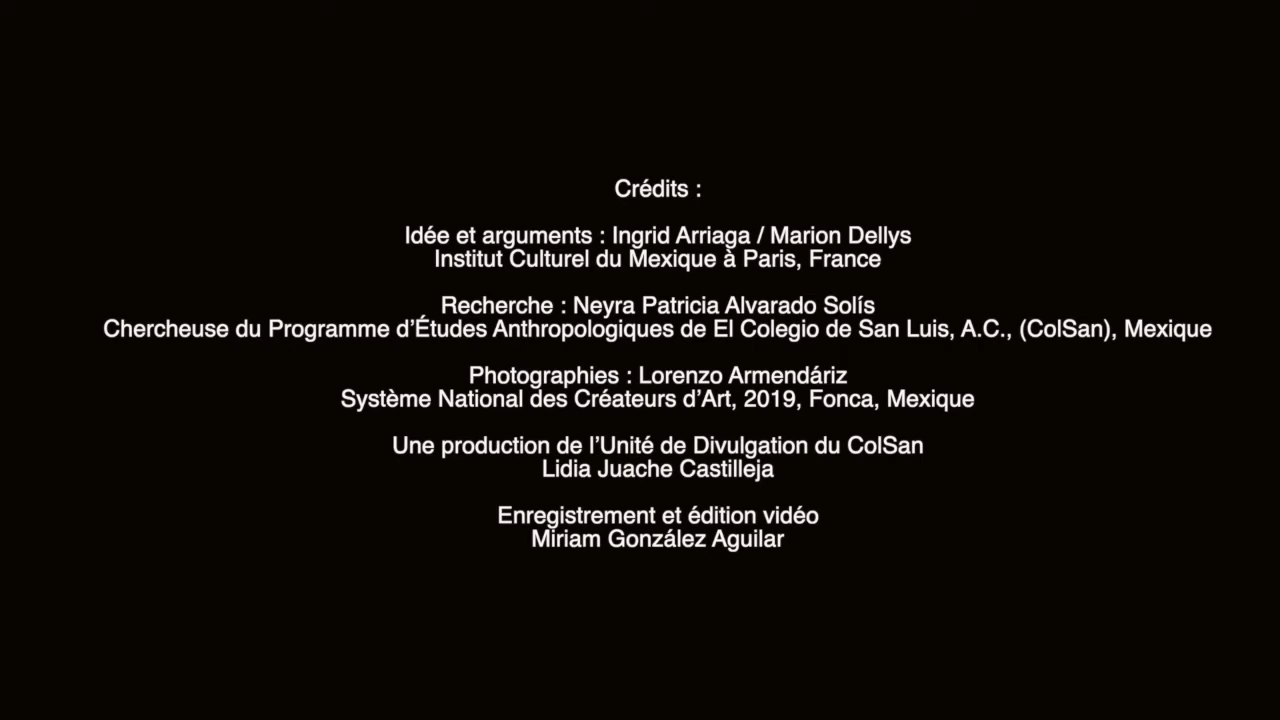 Crédits :
Idée et arguments : Ingrid Arriaga / Marion Dellys
Institut Culturel du Mexique à Paris, France
Recherche : Neyra Patricia Alvarado Solís
Chercheuse du Programme d’Études Anthropologiques de El Colegio de San Luis, A.C., (ColSan), Mexique
Photographies : Lorenzo Armendáriz
Système National des Créateurs d’Art, 2019, Fonca, Mexique
Une production de l’Unité de Divulgation du ColSan
Lidia Juache Castilleja
Enregistrement et édition vidéo
Miriam González Aguilar